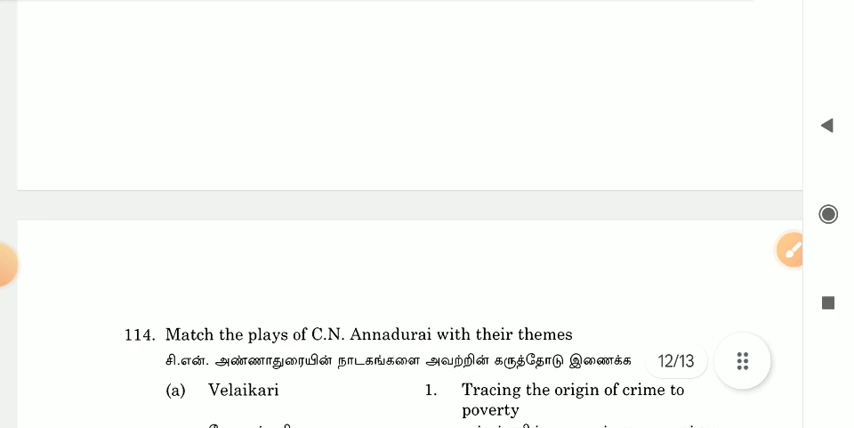 114. Match the plays of C.N. Annadurai with their themes
சி.என். அண்ணாதுரையின் நாடகங்களை அவற்றின் கருத்தோடு இணைக்க
12/13
(a) Velaikari 1. Tracing the origin of crime to
poverty